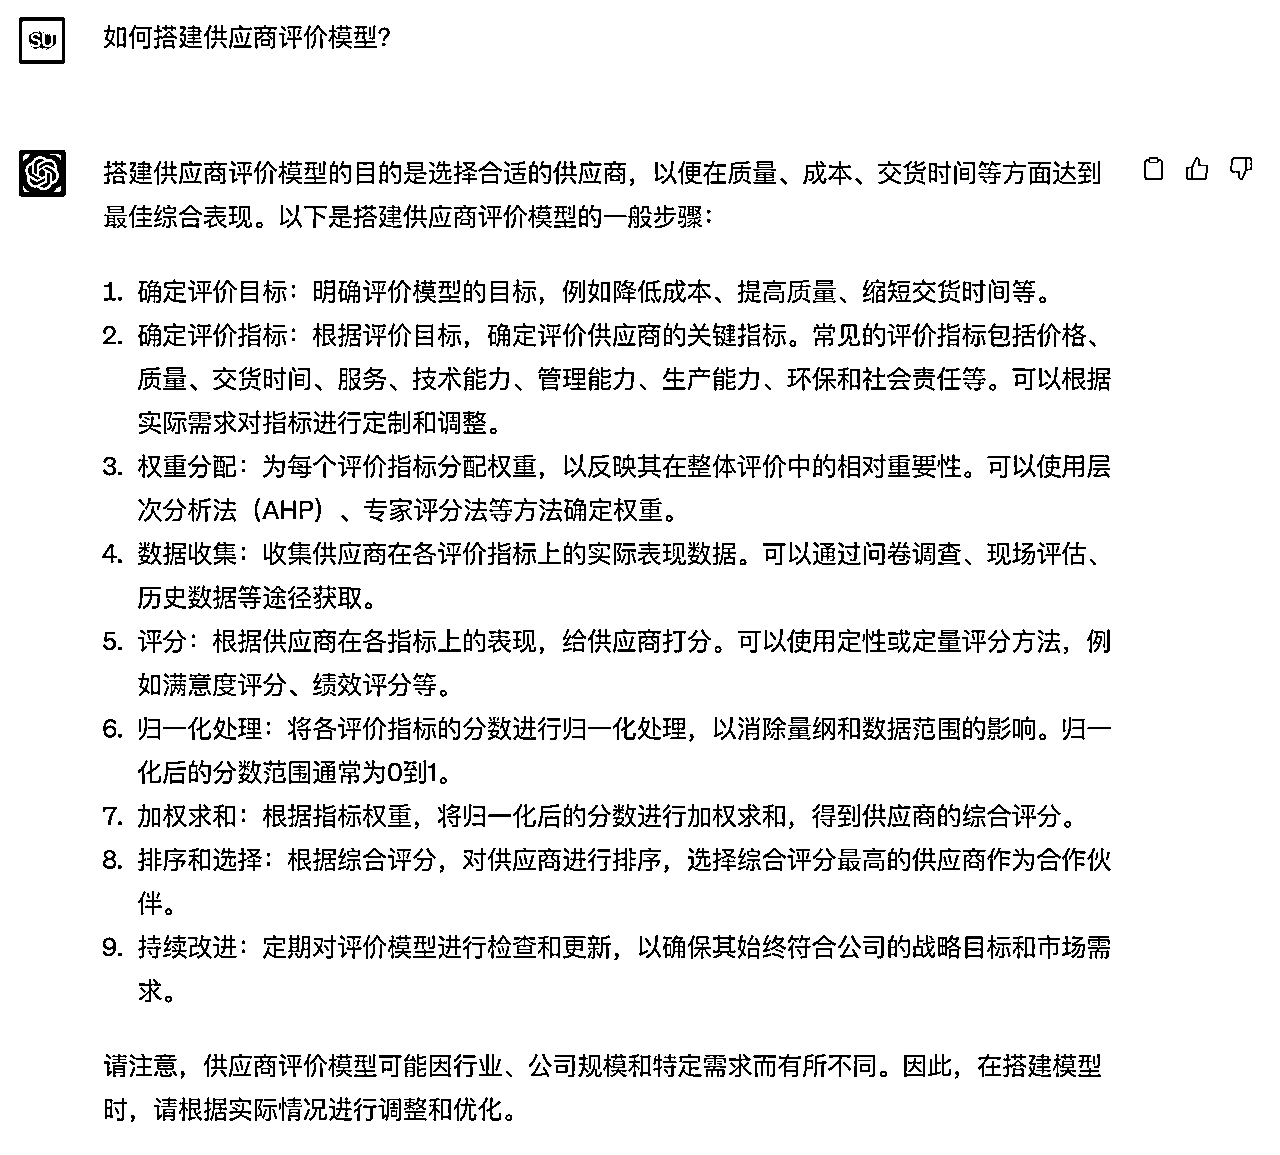 SU
如何搭建供应商评价模型?
搭建供应商评价模型的目的是选择合适的供应商，以便在质量、成本、交货时间等方面达到
最佳综合表现。以下是搭建供应商评价模型的一般步骤：
1. 确定评价目标：明确评价模型的目标，例如降低成本、提高质量、缩短交货时间等。
2. 确定评价指标：根据评价目标，确定评价供应商的关键指标。常见的评价指标包括价格、
质量、交货时间、服务、技术能力、管理能力、生产能力、环保和社会责任等。可以根据
实际需求对指标进行定制和调整。
3. 权重分配：为每个评价指标分配权重，以反映其在整体评价中的相对重要性。可以使用层
次分析法（AHP）、专家评分法等方法确定权重。
4. 数据收集：收集供应商在各评价指标上的实际表现数据。可以通过问卷调查、现场评估、
历史数据等途径获取。
5. 评分：根据供应商在各指标上的表现，给供应商打分。可以使用定性或定量评分方法，例
如满意度评分、绩效评分等。
6. 归一化处理：将各评价指标的分数进行归一化处理，以消除量纲和数据范围的影响。归一
化后的分数范围通常为0到1。
7. 加权求和：根据指标权重，将归一化后的分数进行加权求和，得到供应商的综合评分。
8. 排序和选择：根据综合评分，对供应商进行排序，选择综合评分最高的供应商作为合作伙
伴。
9. 持续改进：定期对评价模型进行检查和更新，以确保其始终符合公司的战略目标和市场需
求。
请注意，供应商评价模型可能因行业、公司规模和特定需求而有所不同。因此，在搭建模型
时，请根据实际情况进行调整和优化。